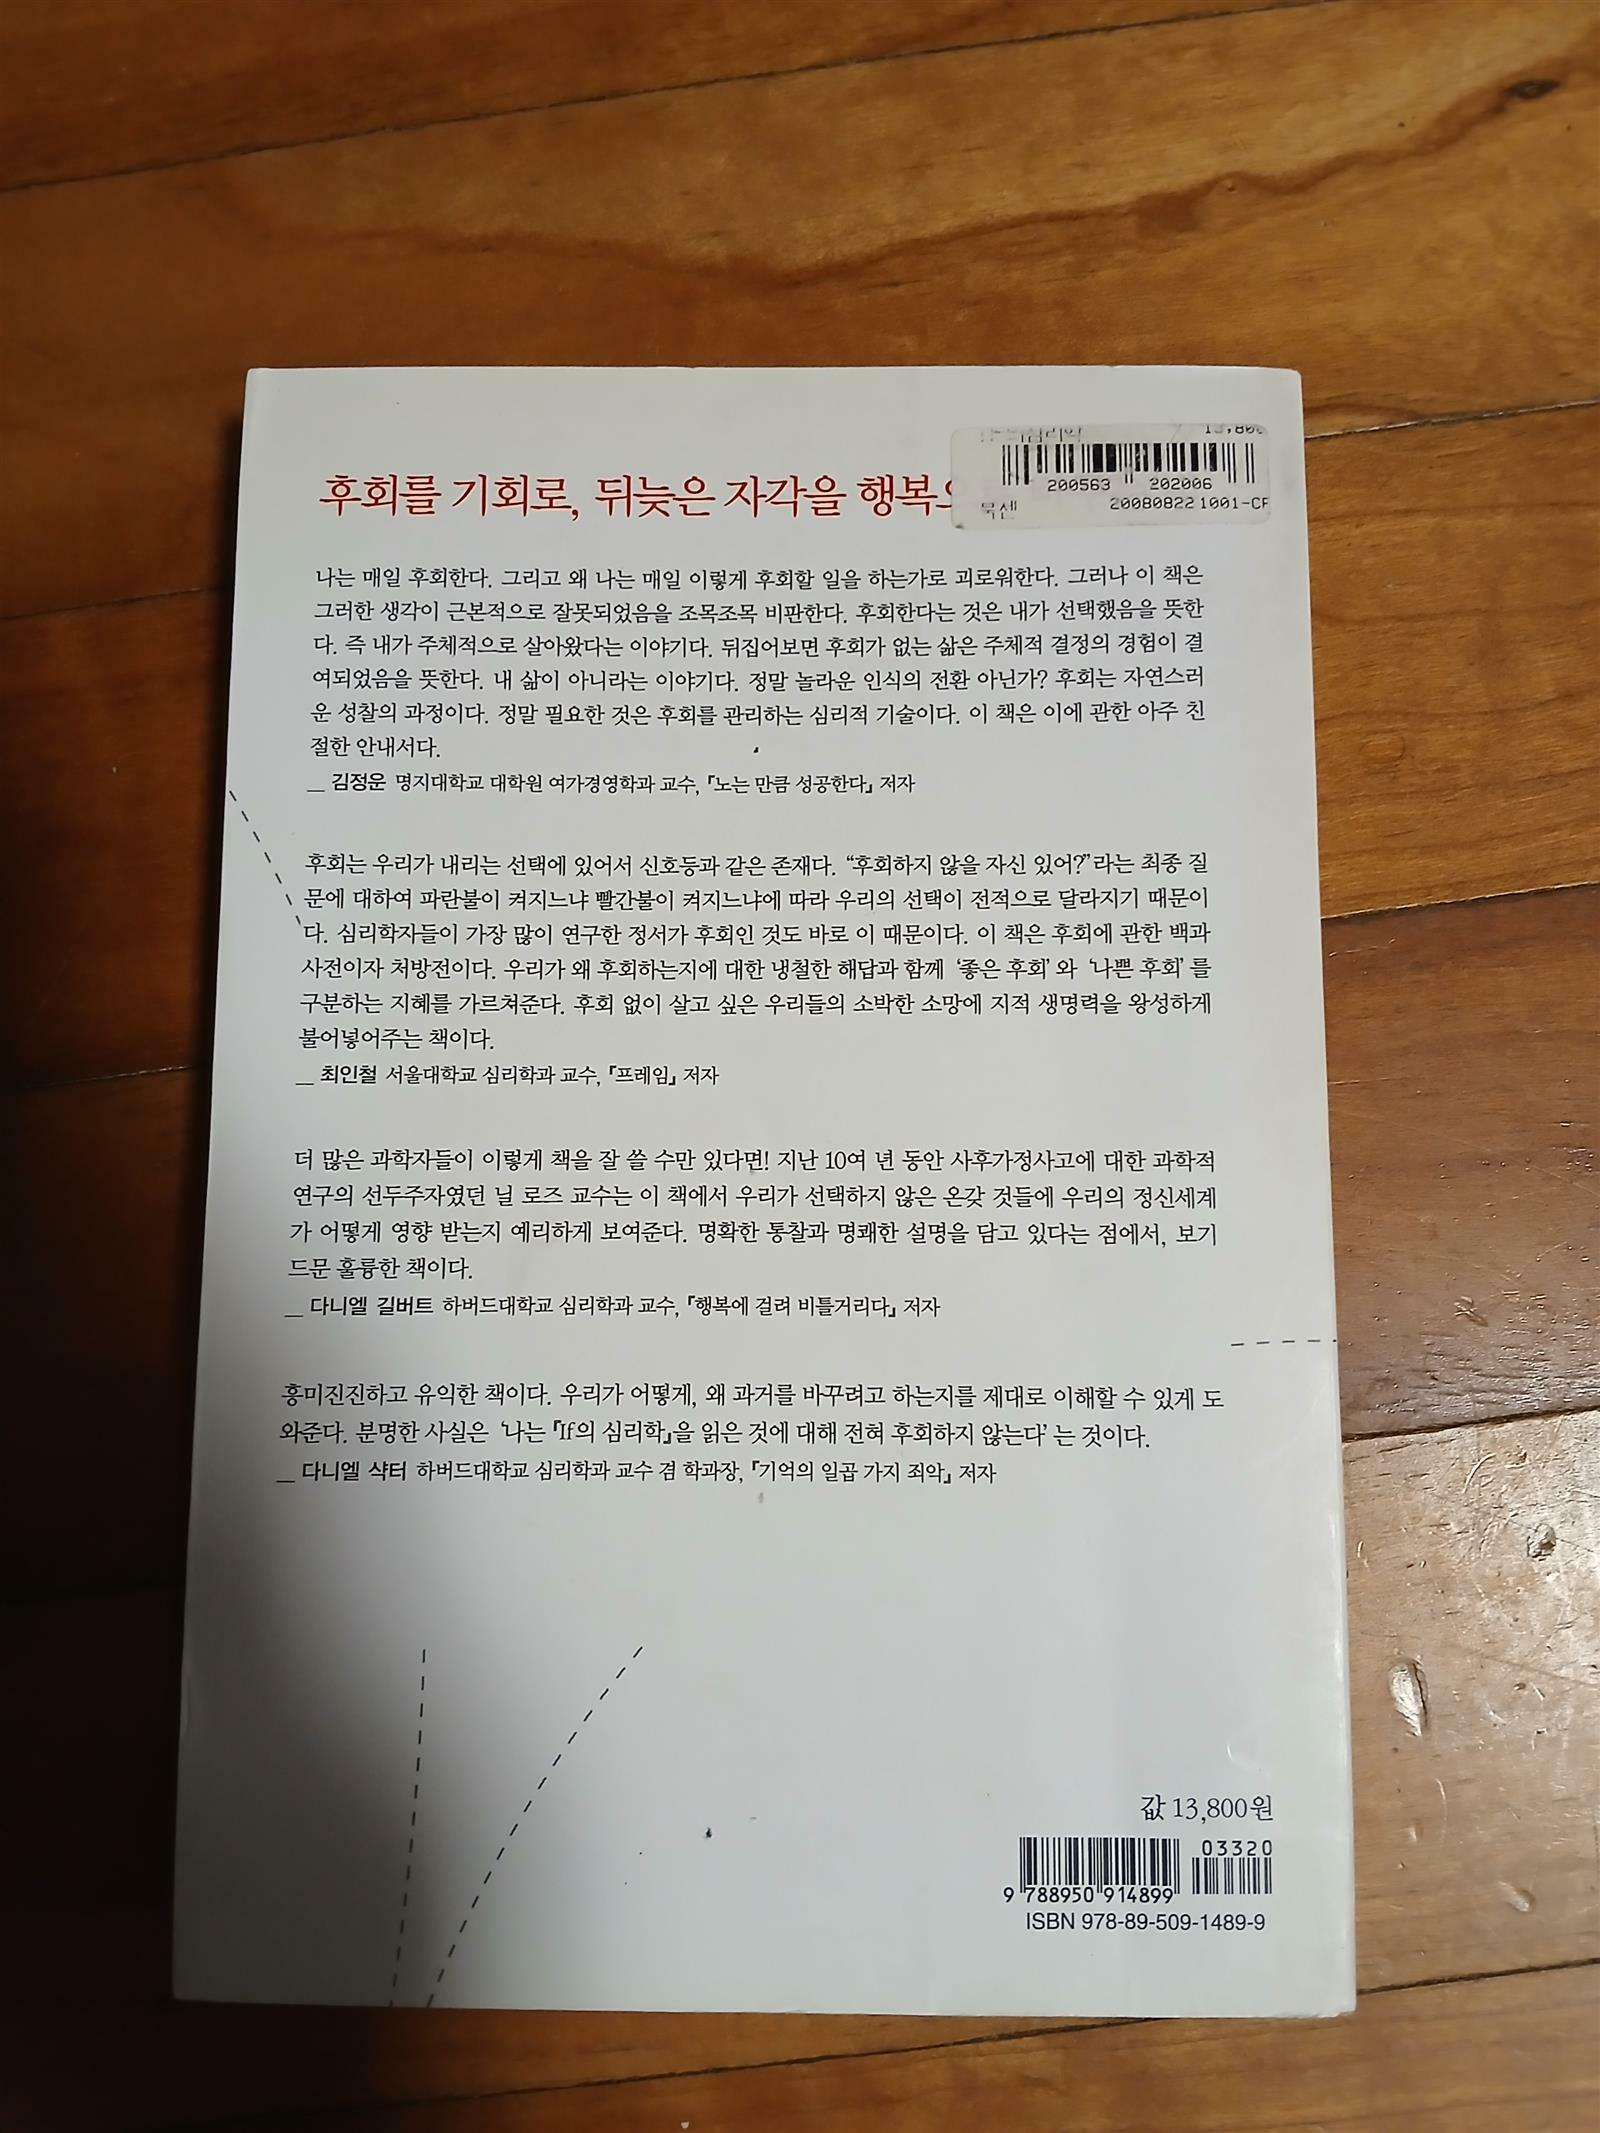 의심리학 13,800
200563 202006
북센 20080822 1001-CF
후회를 기회로, 뒤늦은 자각을
나는 매일 후회한다. 그리고 왜 나는 매일 이렇게 후회할 일을 하는가로 괴로워한다. 그러나 이 책은
그러한 생각이 근본적으로 잘못되었음을 조목조목 비판한다. 후회한다는 것은 내가 선택했음을 뜻한
다. 즉 내가 주체적으로 살아왔다는 이야기다. 뒤집어보면 후회가 없는 삶은 주체적 결정의 경험이 결
여되었음을 뜻한다. 내 삶이 아니라는 이야기다. 정말 놀라운 인식의 전환 아닌가? 후회는 자연스러
운 성찰의 과정이다. 정말 필요한 것은 후회를 관리하는 심리적 기술이다. 이 책은 이에 관한 아주 친
절한 안내서다.
_ 김정운 명지대학교 대학원 여가경영학과 교수, 『노는 만큼 성공한다』 저자
후회는 우리가 내리는 선택에 있어서 신호등과 같은 존재다. “후회하지 않을 자신 있어?”라는 최종 질
문에 대하여 파란불이 켜지느냐 빨간불이 켜지느냐에 따라 우리의 선택이 전적으로 달라지기 때문이
다. 심리학자들이 가장 많이 연구한 정서가 후회인 것도 바로 이 때문이다. 이 책은 후회에 관한 백과
사전이자 처방전이다. 우리가 왜 후회하는지에 대한 냉철한 해답과 함께 ‘좋은 후회’와 ‘나쁜 후회’를
구분하는 지혜를 가르쳐준다. 후회 없이 살고 싶은 우리들의 소박한 소망에 지적 생명력을 왕성하게
불어넣어주는 책이다.
_ 최인철 서울대학교 심리학과 교수, 『프레임』 저자
더 많은 과학자들이 이렇게 책을 잘 쓸 수만 있다면! 지난 10여 년 동안 사후가정사고에 대한 과학적
연구의 선두주자였던 닐 로즈 교수는 이 책에서 우리가 선택하지 않은 온갖 것들에 우리의 정신세계
가 어떻게 영향 받는지 예리하게 보여준다. 명확한 통찰과 명쾌한 설명을 담고 있다는 점에서, 보기
드문 훌륭한 책이다.
_ 다니엘 길버트 하버드대학교 심리학과 교수, 『행복에 걸려 비틀거리다』 저자
흥미진진하고 유익한 책이다. 우리가 어떻게, 왜 과거를 바꾸려고 하는지를 제대로 이해할 수 있게 도
와준다. 분명한 사실은 ‘나는 『If의 심리학』을 읽은 것에 대해 전혀 후회하지 않는다’는 것이다.
_ 다니엘 샥터 하버드대학교 심리학과 교수 겸 학과장, 『기억의 일곱 가지 죄악』 저자
값 13,800원
03320
9 788950 914899
ISBN 978-89-509-1489-9